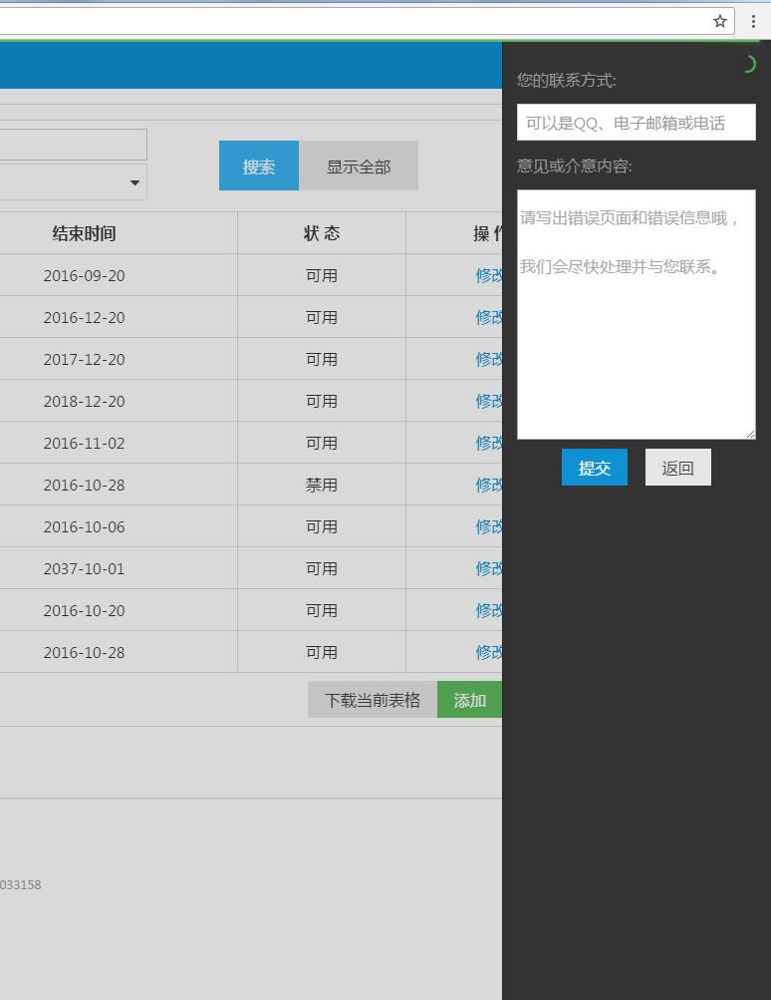 搜索 显示全部
结束时间 状 态 操 作
2016-09-20 可用 修改
2016-12-20 可用 修改
2017-12-20 可用 修改
2018-12-20 可用 修改
2016-11-02 可用 修改
2016-10-28 禁用 修改
2016-10-06 可用 修改
2037-10-01 可用 修改
2016-10-20 可用 修改
2016-10-28 可用 修改
下载当前表格 添加
033158
您的联系方式:
可以是QQ、电子邮箱或电话
意见或介意内容:
请写出错误页面和错误信息哦，
我们会尽快处理并与您联系。
提交 返回